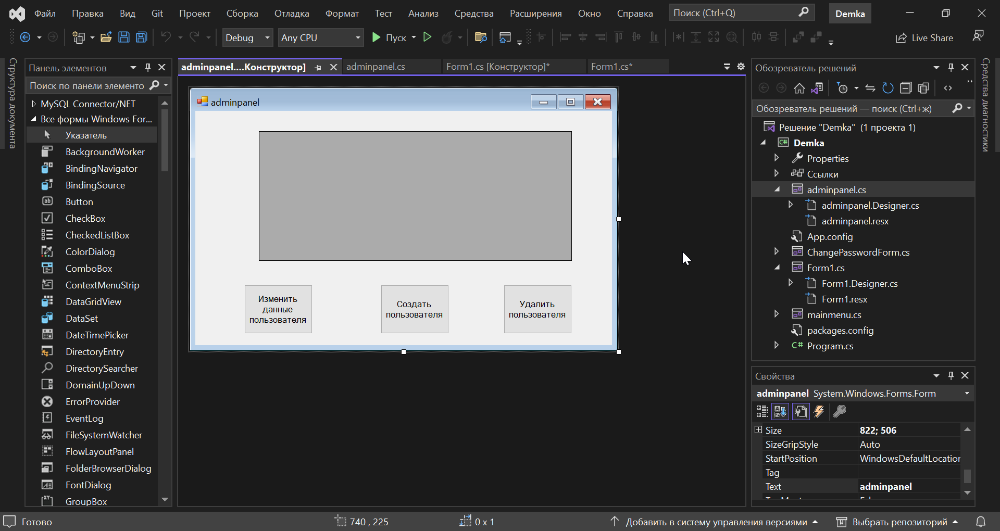 Файл Правка Вид Git Проект Сборка Отладка Формат Тест Анализ Средства Расширения Окно Справка Поиск (Ctrl+Q) Demka
Debug Any CPU Пуск Live Share
Структура документа
Панель элементов
Поиск по панели элементо
MySQL Connector/NET
Все формы Windows For...
Указатель
BackgroundWorker
BindingNavigator
BindingSource
Button
CheckBox
CheckedListBox
ColorDialog
ComboBox
ContextMenuStrip
DataGridView
DataSet
DateTimePicker
DirectoryEntry
DirectorySearcher
DomainUpDown
ErrorProvider
EventLog
FileSystemWatcher
FlowLayoutPanel
FolderBrowserDialog
FontDialog
GroupBox
adminpanel....Конструктор] adminpanel.cs Form1.cs [Конструктор]* Form1.cs*
adminpanel
Изменить
данные
пользователя
Создать
пользователя
Удалить
пользователя
Обозреватель решений
Обозреватель решений — поиск (Ctrl+ж)
Решение "Demka" (1 проекта 1)
C# Demka
Properties
Ссылки
adminpanel.cs
adminpanel.Designer.cs
adminpanel.resx
App.config
ChangePasswordForm.cs
Form1.cs
Form1.Designer.cs
Form1.resx
mainmenu.cs
packages.config
C# Program.cs
Средства диагностики
Свойства
adminpanel System.Windows.Forms.Form
Size 822; 506
SizeGripStyle Auto
StartPosition WindowsDefaultLocation
Tag
Text adminpanel
Готово 740 , 225 0 x 1 Добавить в систему управления версиями Выбрать репозиторий